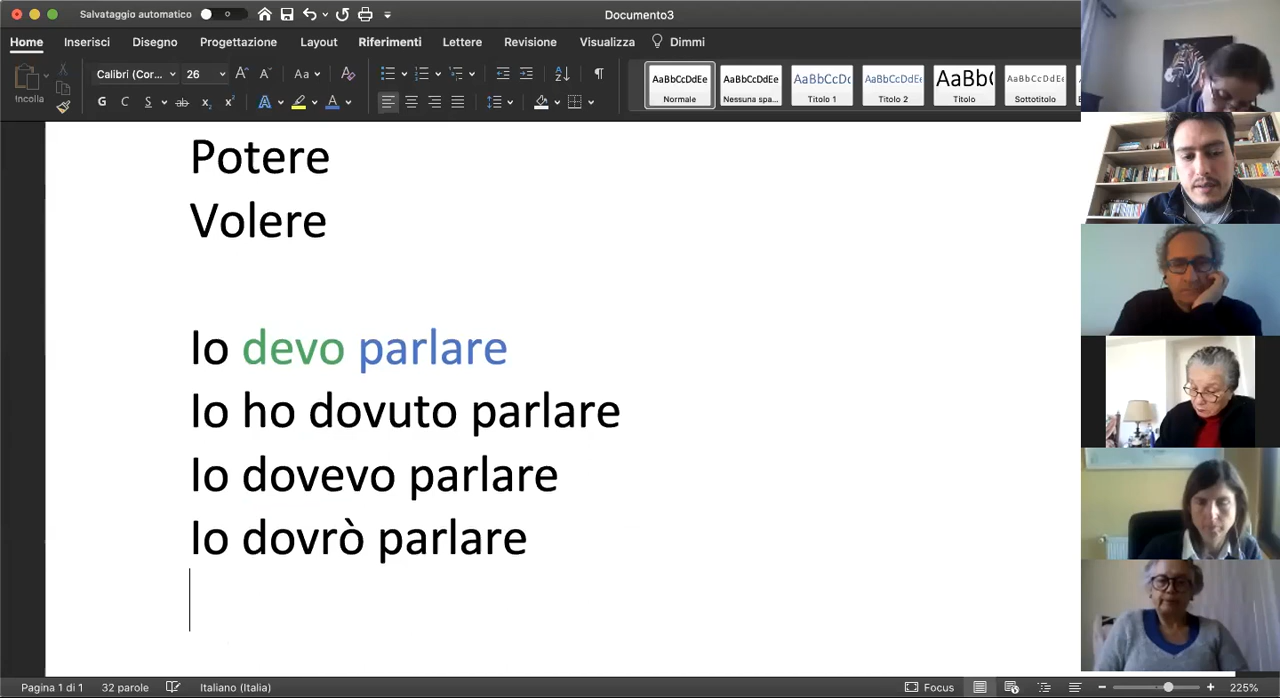 Salvataggio automatico
Documento3
Home Inserisci Disegno Progettazione Layout Riferimenti Lettere Revisione Visualizza Dimmi
Incolla
Calibri (Cor... 26
AaBbCcDdEe AaBbCcDdEe AaBbCcDc AaBbCcDdEe AaBb( AaBbCcDdEe
Normale Nessuna spa... Titolo 1 Titolo 2 Titolo Sottotitolo
G C S ab x₂ x²
Potere
Volere
Io devo parlare
Io ho dovuto parlare
Io dovevo parlare
Io dovrò parlare
Pagina 1 di 1 32 parole Italiano (Italia) Focus 225%